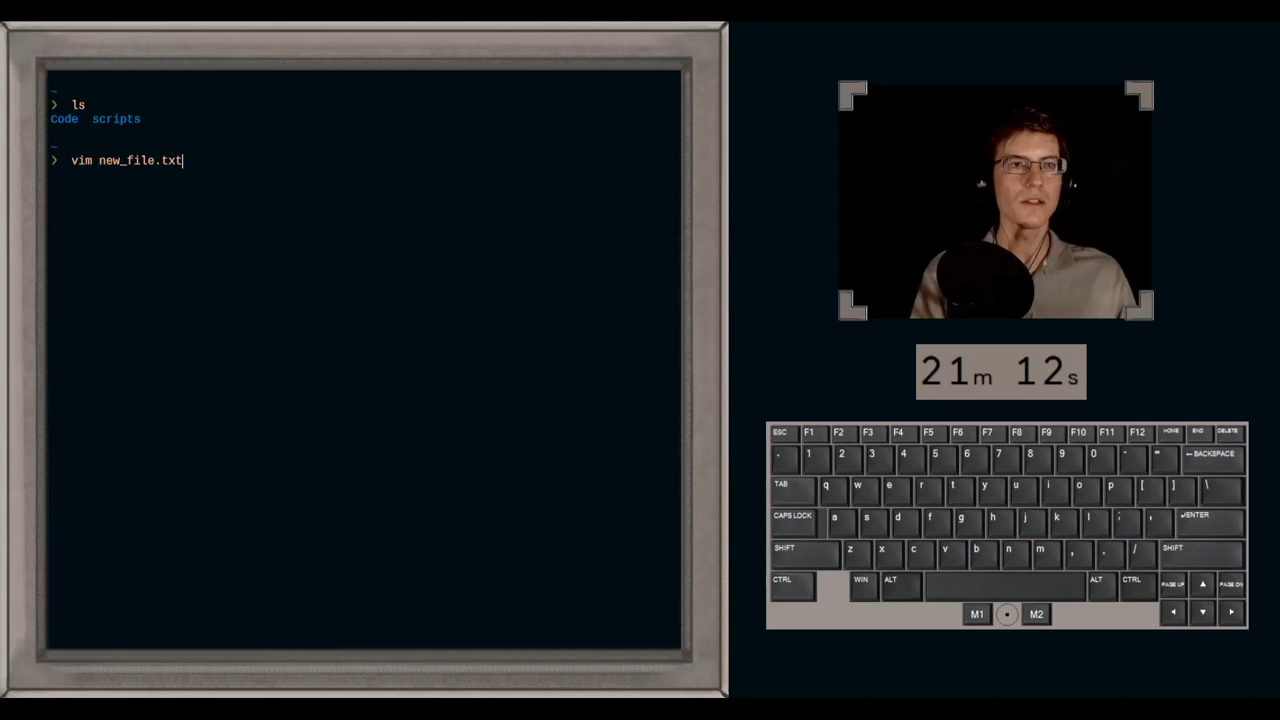 ~
❯ ls
Code scripts
~
❯ vim new_file.txt
21m 12s
ESC F1 F2 F3 F4 F5 F6 F7 F8 F9 F10 F11 F12 HOME END DELETE
1 2 3 4 5 6 7 8 9 0 - = ←BACKSPACE
TAB q w e r t y u i o p [ ] \
CAPS LOCK a s d f g h j k l ; ↵ENTER
SHIFT z x c v b n m , . / SHIFT
CTRL WIN ALT ALT CTRL PAGE UP ▲ PAGE DN
M1 M2 ◄ ▼ ►